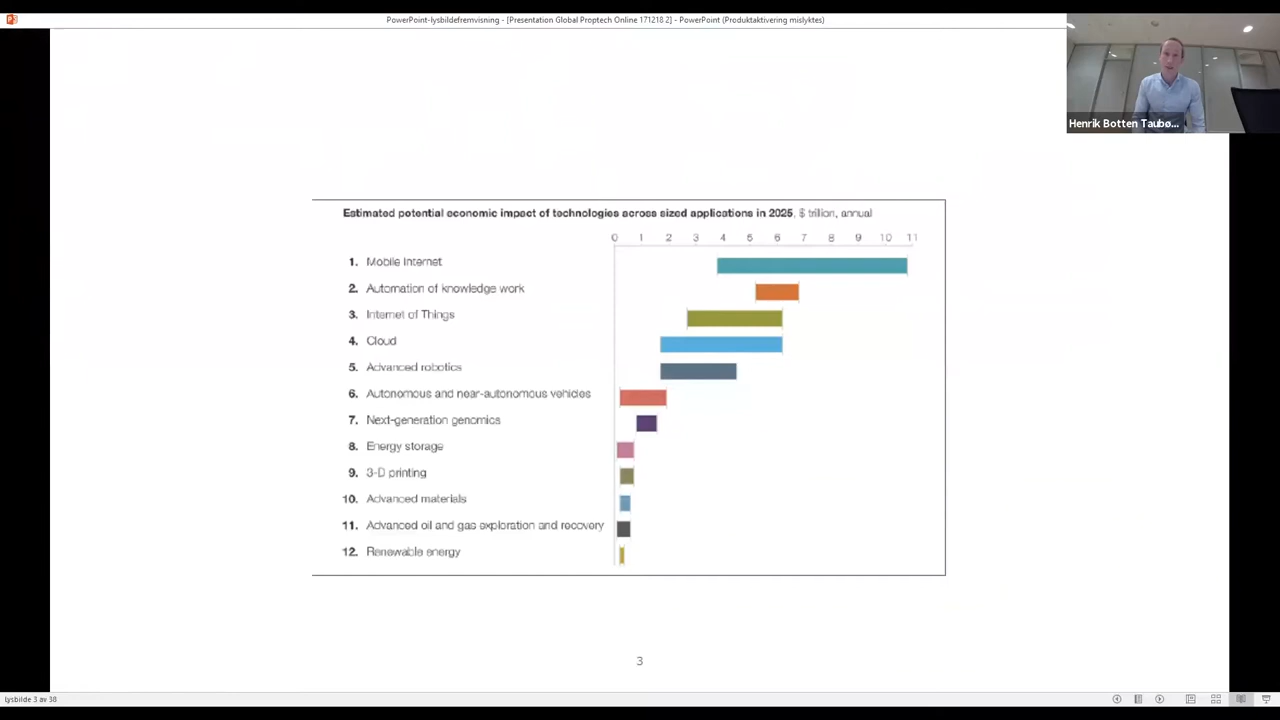 PowerPoint-lysbildefremvisning - [Presentation Global Proptech Online 171218 2] - PowerPoint (Produktaktivering mislyktes)
Henrik Botten Taubø...
Estimated potential economic impact of technologies across sized applications in 2025, $ trillion, annual
0 1 2 3 4 5 6 7 8 9 10 11
1. Mobile Internet
2. Automation of knowledge work
3. Internet of Things
4. Cloud
5. Advanced robotics
6. Autonomous and near-autonomous vehicles
7. Next-generation genomics
8. Energy storage
9. 3-D printing
10. Advanced materials
11. Advanced oil and gas exploration and recovery
12. Renewable energy
3
Lysbilde 3 av 38